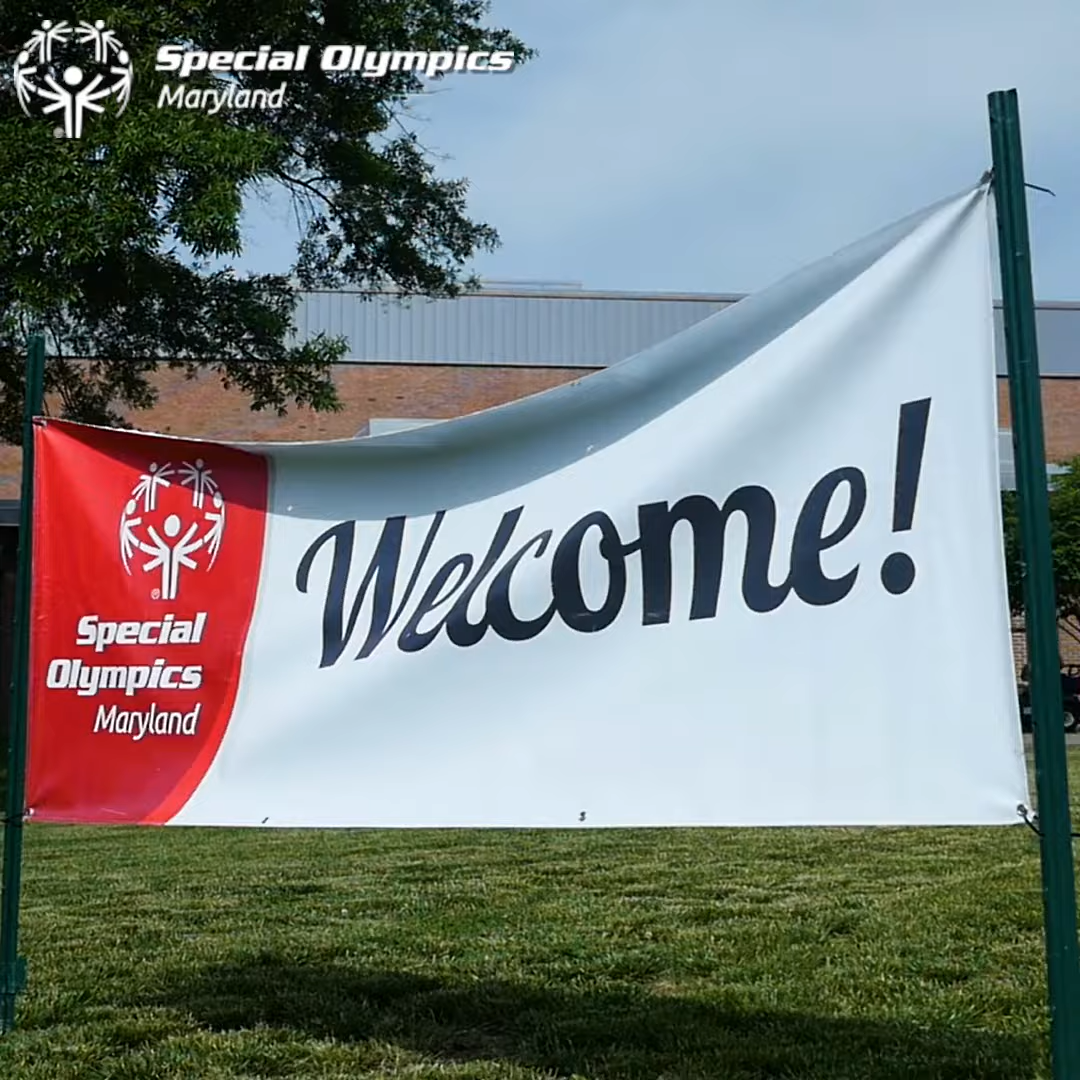 Special Olympics
Maryland
Welcome!
Special
Olympics
Maryland